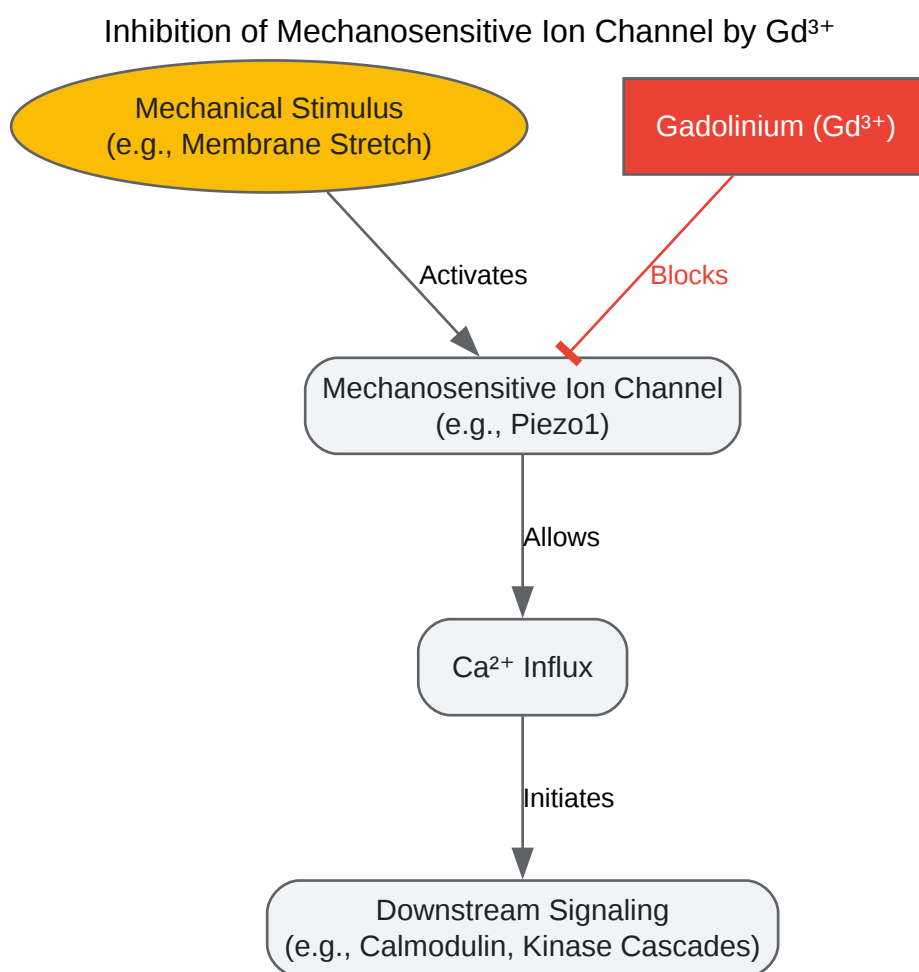 Inhibition of Mechanosensitive Ion Channel by Gd³⁺
Mechanical Stimulus
(e.g., Membrane Stretch)
Gadolinium (Gd³⁺)
Activates
Blocks
Mechanosensitive Ion Channel
(e.g., Piezo1)
Allows
Ca²⁺ Influx
Initiates
Downstream Signaling
(e.g., Calmodulin, Kinase Cascades)